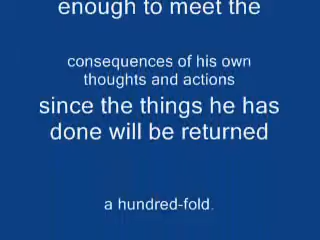 enough to meet the
consequences of his own
thoughts and actions
since the things he has
done will be returned
a hundred-fold.